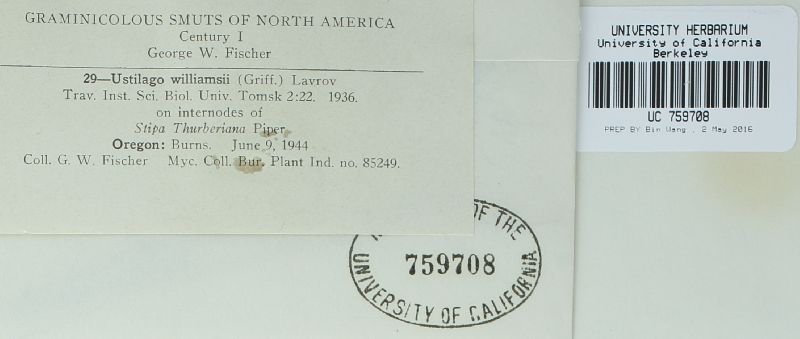 GRAMINICOLOUS SMUTS OF NORTH AMERICA
Century I
George W. Fischer
29—Ustilago williamsii (Griff.) Lavrov
Trav. Inst. Sci. Biol. Univ. Tomsk 2:22. 1936.
on internodes of
Stipa Thurberiana Piper
Oregon: Burns. June 9, 1944
Coll. G. W. Fischer Myc. Coll. Bur. Plant Ind. no. 85249.
UNIVERSITY HERBARIUM
University of California
Berkeley
UC 759708
PREP BY Bin Wang , 2 May 2016
OF THE
759708
UNIVERSITY OF CALIFORNIA